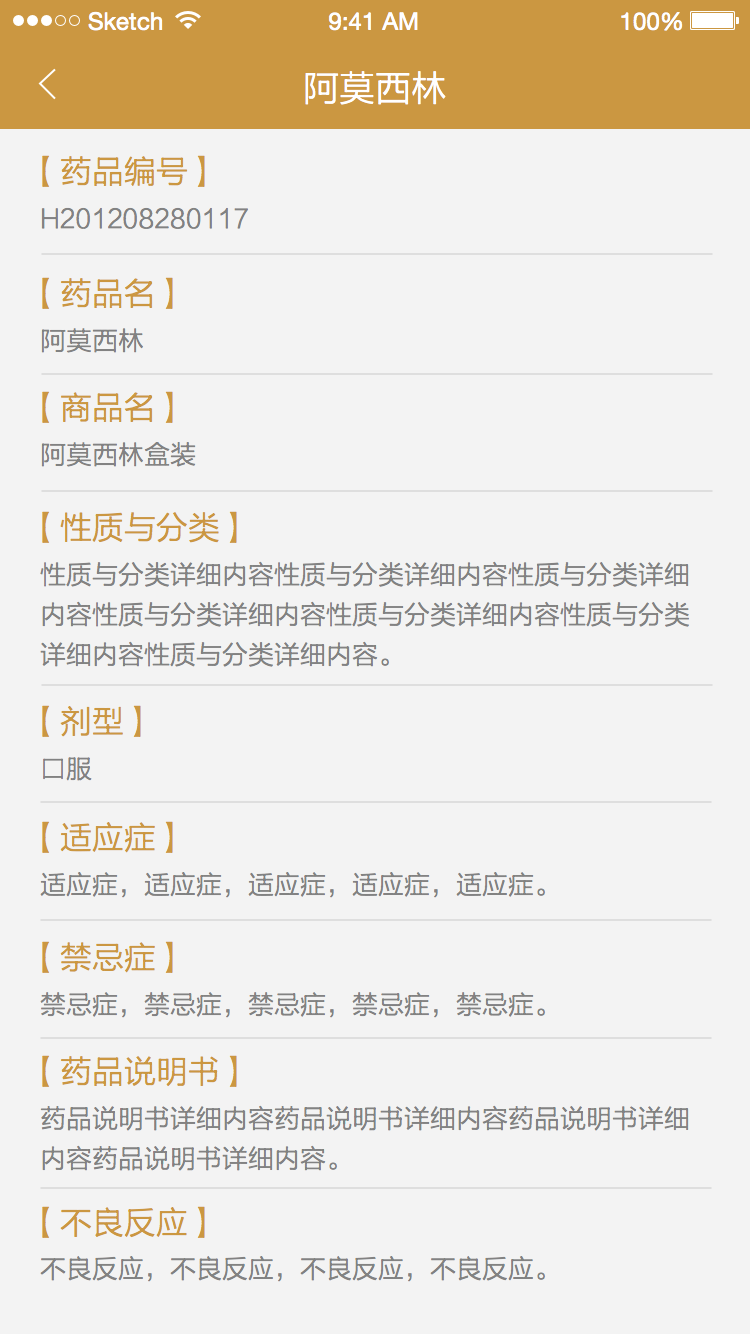 Sketch 9:41 AM 100%
阿莫西林
【药品编号】
H201208280117
【药品名】
阿莫西林
【商品名】
阿莫西林盒装
【性质与分类】
性质与分类详细内容性质与分类详细内容性质与分类详细
内容性质与分类详细内容性质与分类详细内容性质与分类
详细内容性质与分类详细内容。
【剂型】
口服
【适应症】
适应症，适应症，适应症，适应症，适应症。
【禁忌症】
禁忌症，禁忌症，禁忌症，禁忌症，禁忌症。
【药品说明书】
药品说明书详细内容药品说明书详细内容药品说明书详细
内容药品说明书详细内容。
【不良反应】
不良反应，不良反应，不良反应，不良反应。